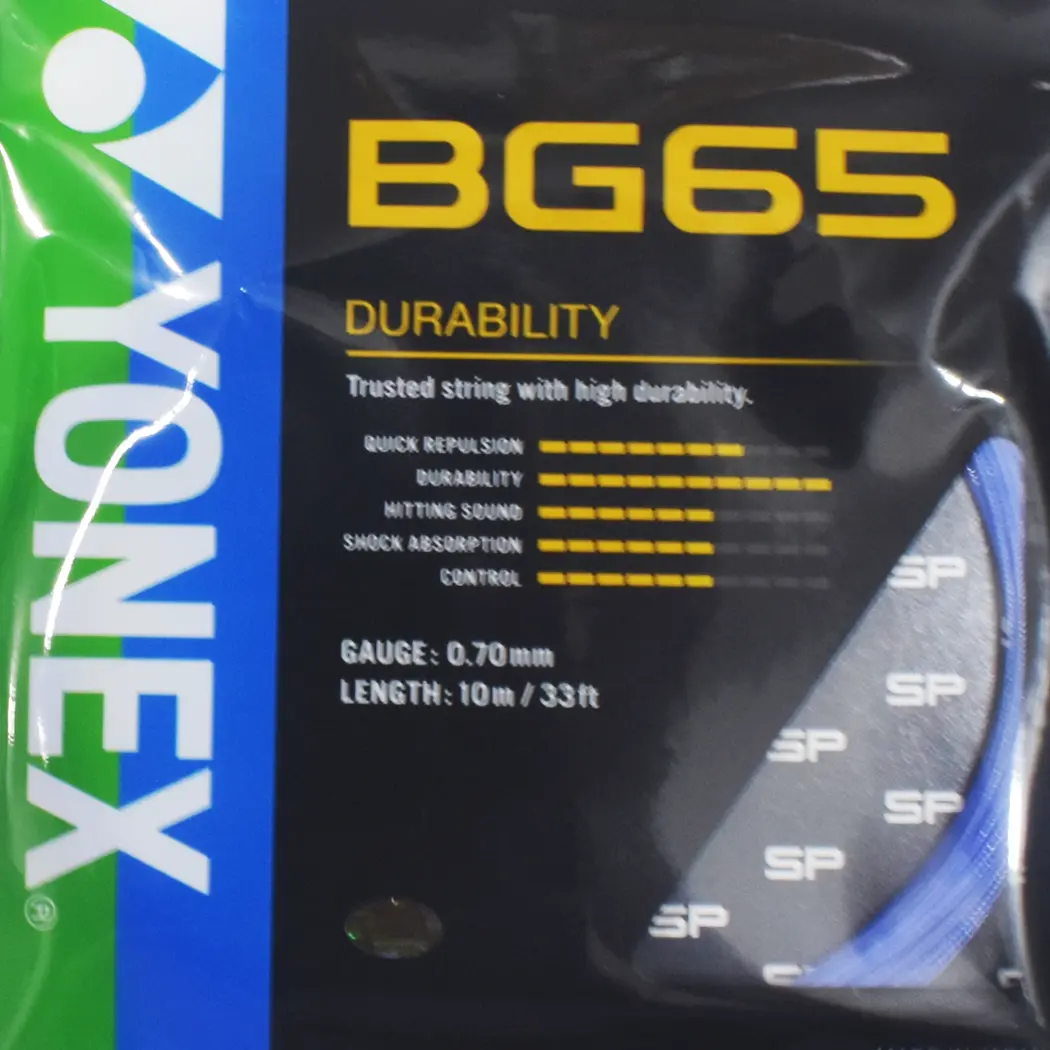 YONEX
®
BG65
DURABILITY
Trusted string with high durability.
QUICK REPULSION
DURABILITY
HITTING SOUND
SHOCK ABSORPTION
CONTROL
GAUGE: 0.70mm
LENGTH: 10m / 33ft
SP
SP
SP
SP
SP
SP